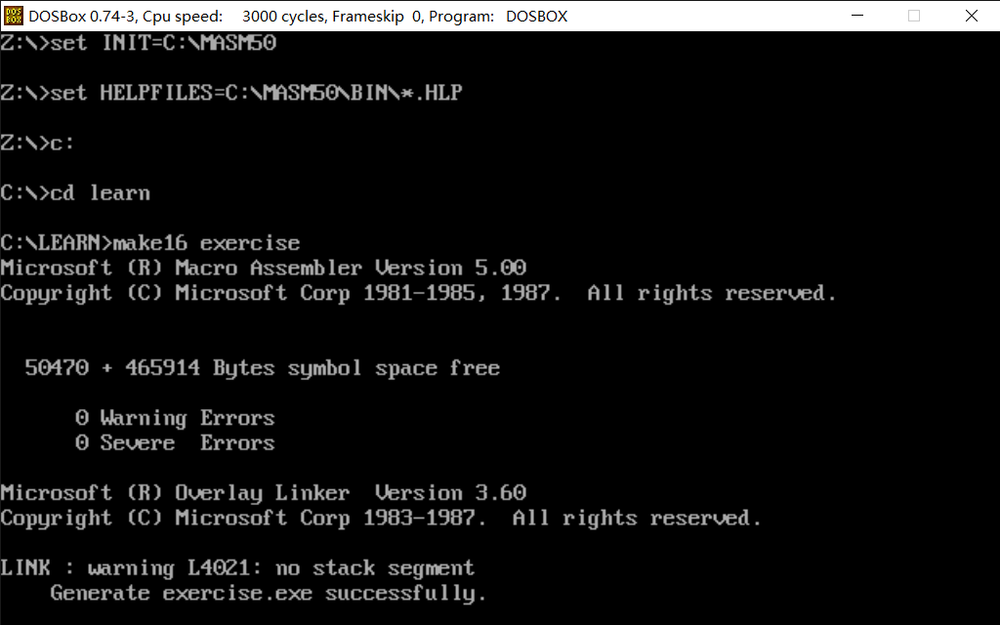 DOSBox 0.74-3, Cpu speed:    3000 cycles, Frameskip  0, Program:   DOSBOX
Z:\>set INIT=C:\MASM50
Z:\>set HELPFILES=C:\MASM50\BIN\*.HLP
Z:\>c:
C:\>cd learn
C:\LEARN>make16 exercise
Microsoft (R) Macro Assembler Version 5.00
Copyright (C) Microsoft Corp 1981-1985, 1987.  All rights reserved.
  50470 + 465914 Bytes symbol space free
      0 Warning Errors
      0 Severe  Errors
Microsoft (R) Overlay Linker  Version 3.60
Copyright (C) Microsoft Corp 1983-1987.  All rights reserved.
LINK : warning L4021: no stack segment
    Generate exercise.exe successfully.